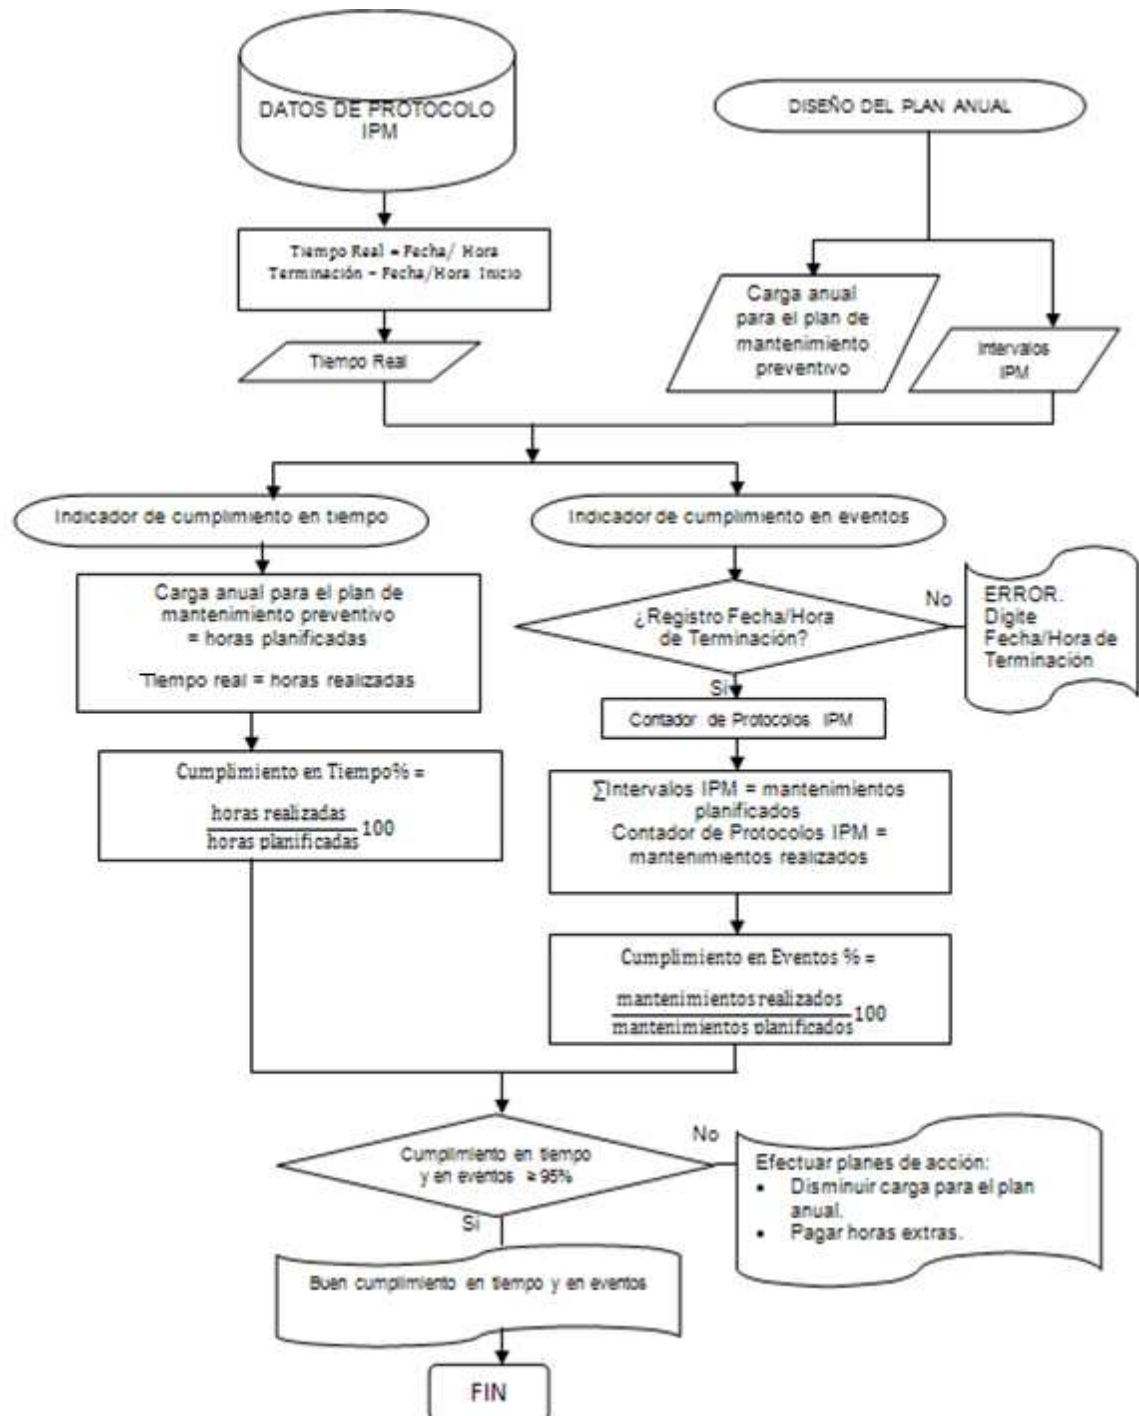 DATOS DE PROTOCOLO
IPM
DISEÑO DEL PLAN ANUAL
Tiempo Real = Fecha/ Hora
Terminación - Fecha/Hora Inicio
Tiempo Real
Carga anual
para el plan de
mantenimiento
preventivo
Intervalos
IPM
Indicador de cumplimiento en tiempo
Indicador de cumplimiento en eventos
Carga anual para el plan de
mantenimiento preventivo
= horas planificadas
Tiempo real = horas realizadas
¿Registro Fecha/Hora
de Terminación?
No
ERROR.
Digite
Fecha/Hora de
Terminación
Si
Contador de Protocolos IPM
Cumplimiento en Tiempo% =
horas realizadas
horas planificadas
100
∑Intervalos IPM = mantenimientos
planificados
Contador de Protocolos IPM =
mantenimientos realizados
Cumplimiento en Eventos % =
mantenimientos realizados
mantenimientos planificados
100
Cumplimiento en tiempo
y en eventos ≥ 95%
No
Efectuar planes de acción:
• Disminuir carga para el plan
anual.
• Pagar horas extras.
Si
Buen cumplimiento en tiempo y en eventos
FIN